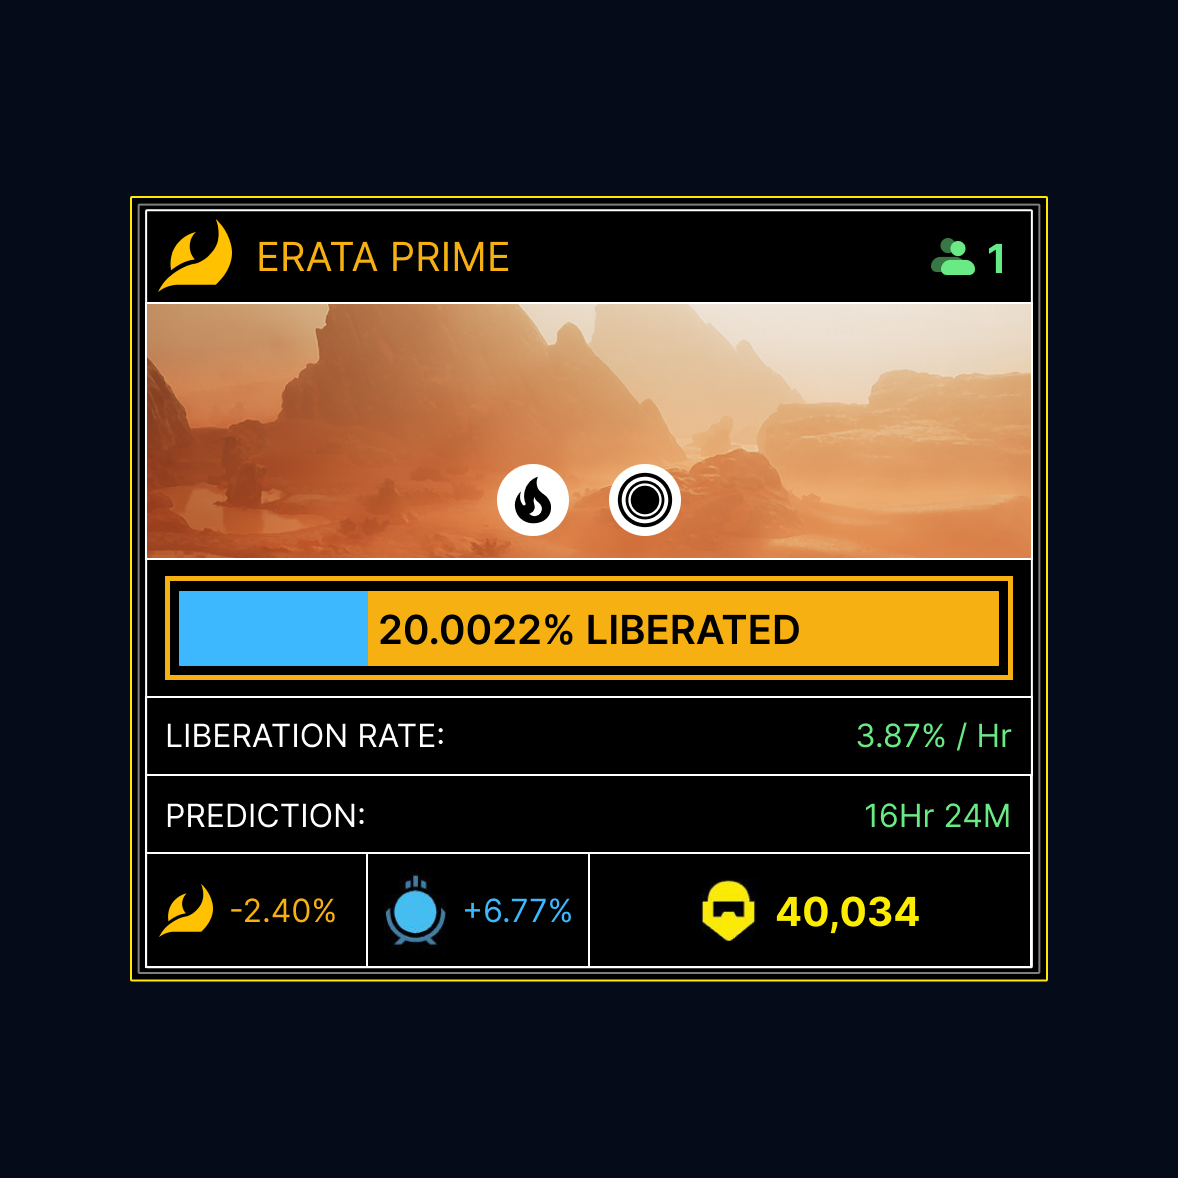 ERATA PRIME
1
20.0022% LIBERATED
LIBERATION RATE:
3.87% / Hr
PREDICTION:
16Hr 24M
-2.40%
+6.77%
40,034